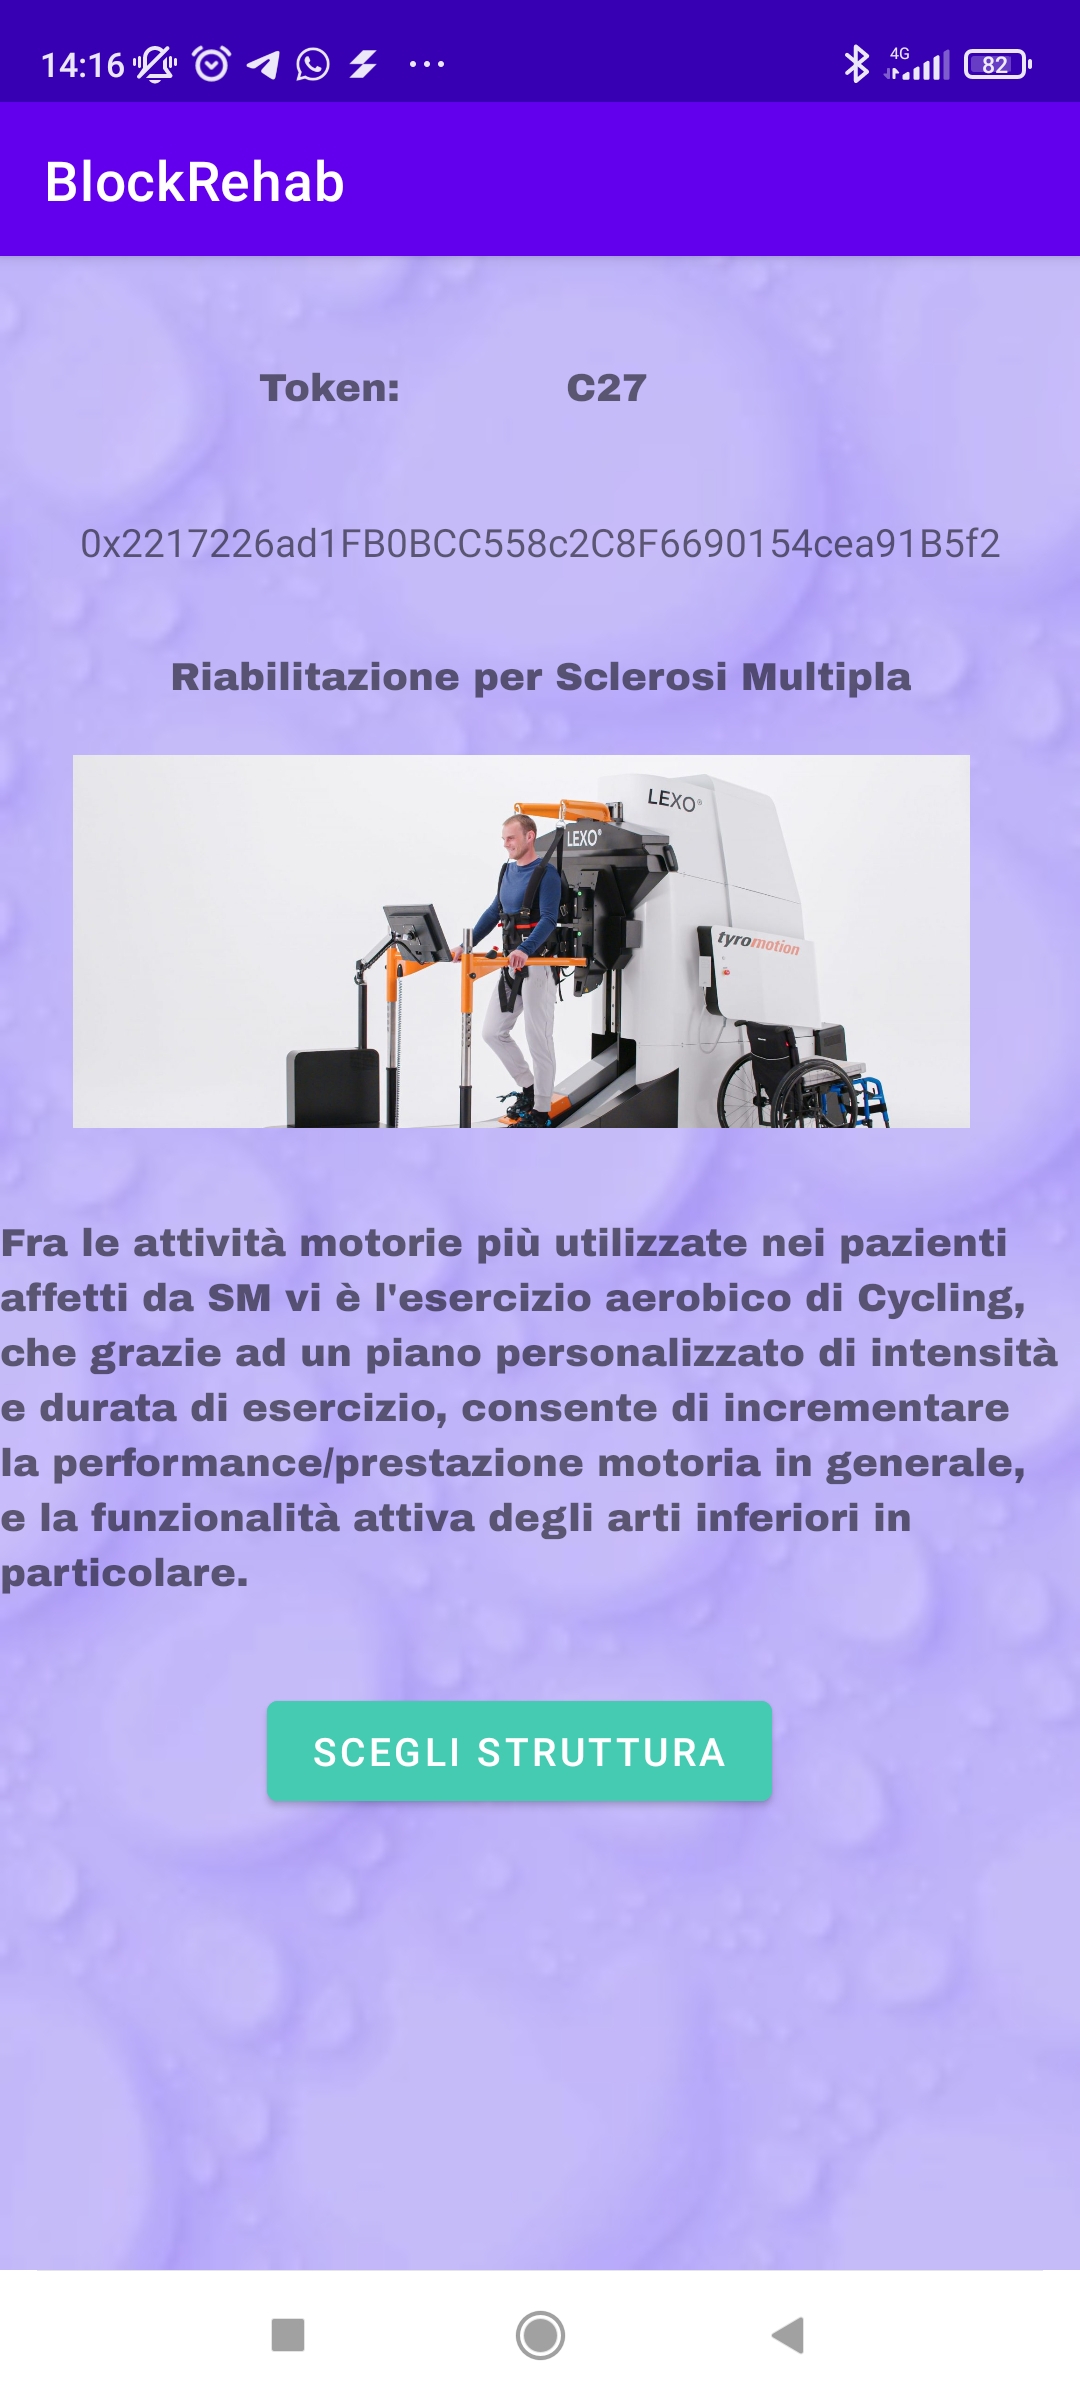 14:16 4G 82
BlockRehab
Token: C27
0x2217226ad1FB0BCC558c2C8F6690154cea91B5f2
Riabilitazione per Sclerosi Multipla
LEXO®
LEXO®
tyromotion
Fra le attività motorie più utilizzate nei pazienti
affetti da SM vi è l'esercizio aerobico di Cycling,
che grazie ad un piano personalizzato di intensità
e durata di esercizio, consente di incrementare
la performance/prestazione motoria in generale,
e la funzionalità attiva degli arti inferiori in
particolare.
SCEGLI STRUTTURA